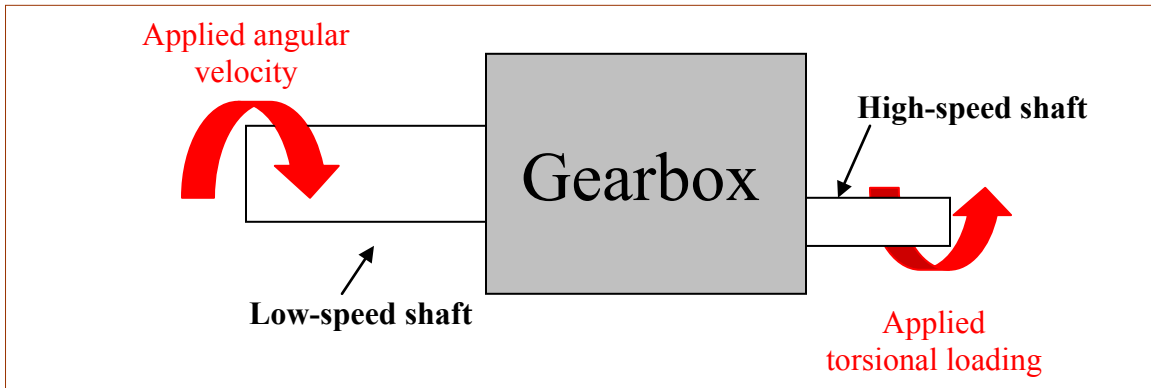 Applied angular
velocity
High-speed shaft
Gearbox
Low-speed shaft
Applied
torsional loading